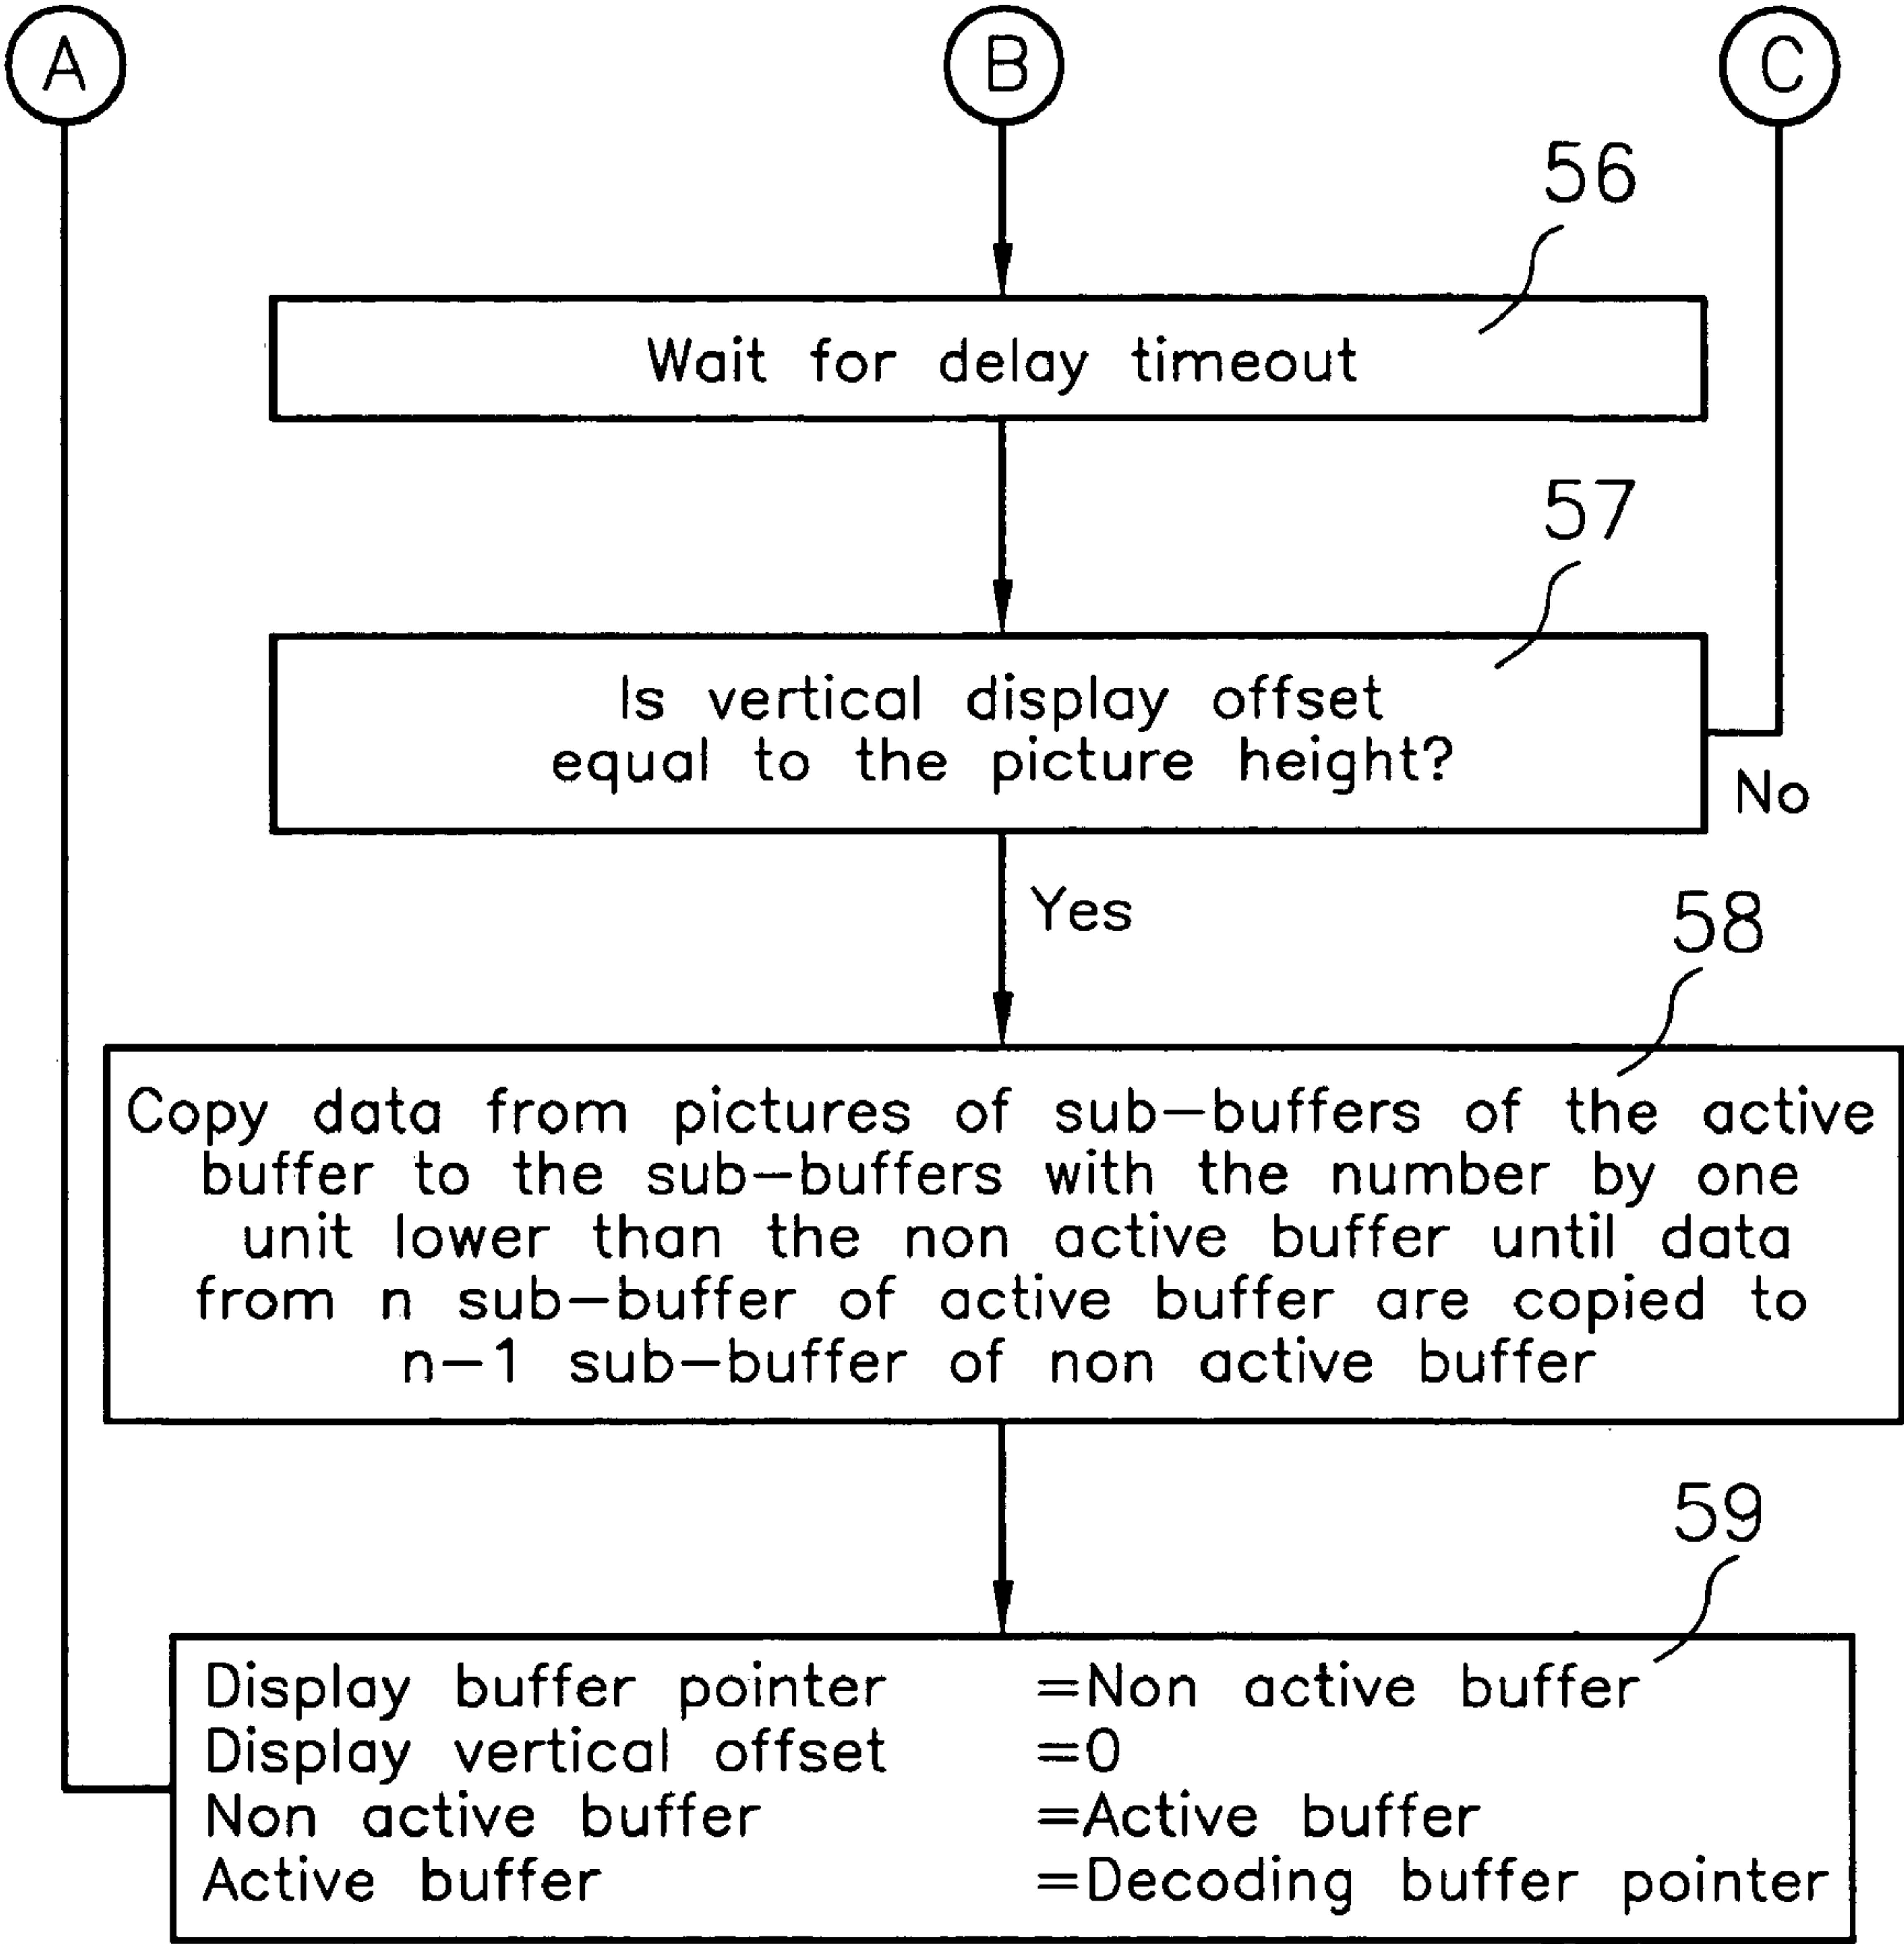 A
B
C
56
Wait for delay timeout
57
Is vertical display offset
equal to the picture height?
No
Yes
58
Copy data from pictures of sub-buffers of the active
buffer to the sub-buffers with the number by one
unit lower than the non active buffer until data
from n sub-buffer of active buffer are copied to
n-1 sub-buffer of non active buffer
59
Display buffer pointer =Non active buffer
Display vertical offset =0
Non active buffer =Active buffer
Active buffer =Decoding buffer pointer